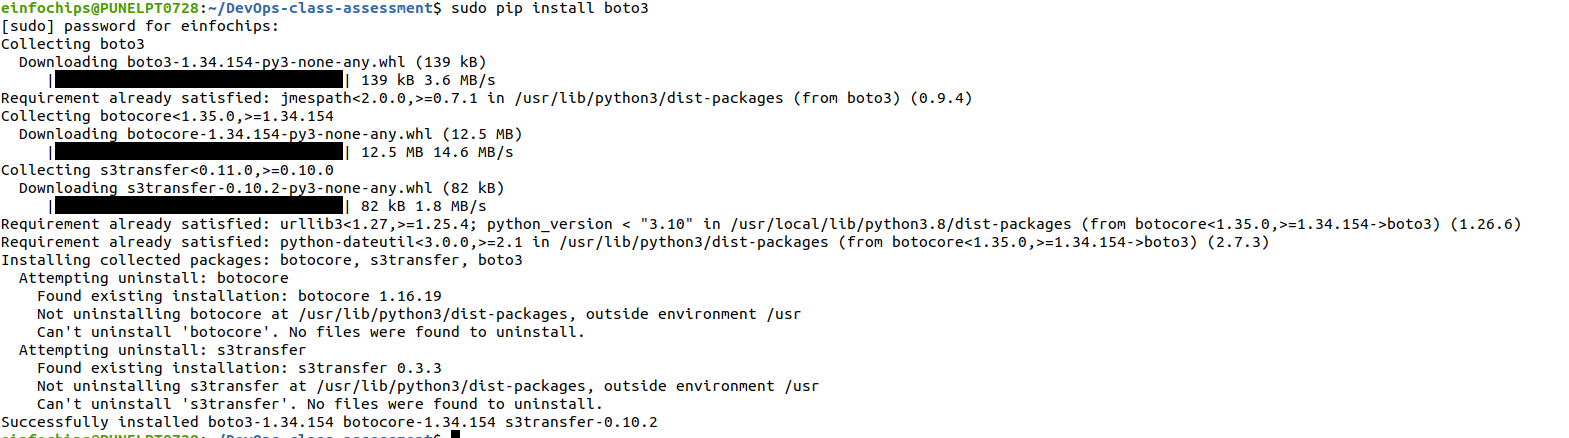 einfochips@PUNELPT0728:~/DevOps-class-assessment$ sudo pip install boto3
[sudo] password for einfochips:
Collecting boto3
  Downloading boto3-1.34.154-py3-none-any.whl (139 kB)
     || 139 kB 3.6 MB/s
Requirement already satisfied: jmespath<2.0.0,>=0.7.1 in /usr/lib/python3/dist-packages (from boto3) (0.9.4)
Collecting botocore<1.35.0,>=1.34.154
  Downloading botocore-1.34.154-py3-none-any.whl (12.5 MB)
     || 12.5 MB 14.6 MB/s
Collecting s3transfer<0.11.0,>=0.10.0
  Downloading s3transfer-0.10.2-py3-none-any.whl (82 kB)
     || 82 kB 1.8 MB/s
Requirement already satisfied: urllib3<1.27,>=1.25.4; python_version < "3.10" in /usr/local/lib/python3.8/dist-packages (from botocore<1.35.0,>=1.34.154->boto3) (1.26.6)
Requirement already satisfied: python-dateutil<3.0.0,>=2.1 in /usr/lib/python3/dist-packages (from botocore<1.35.0,>=1.34.154->boto3) (2.7.3)
Installing collected packages: botocore, s3transfer, boto3
  Attempting uninstall: botocore
    Found existing installation: botocore 1.16.19
    Not uninstalling botocore at /usr/lib/python3/dist-packages, outside environment /usr
    Can't uninstall 'botocore'. No files were found to uninstall.
  Attempting uninstall: s3transfer
    Found existing installation: s3transfer 0.3.3
    Not uninstalling s3transfer at /usr/lib/python3/dist-packages, outside environment /usr
    Can't uninstall 's3transfer'. No files were found to uninstall.
Successfully installed boto3-1.34.154 botocore-1.34.154 s3transfer-0.10.2
einfochips@PUNELPT0728:~/DevOps-class-assessment$